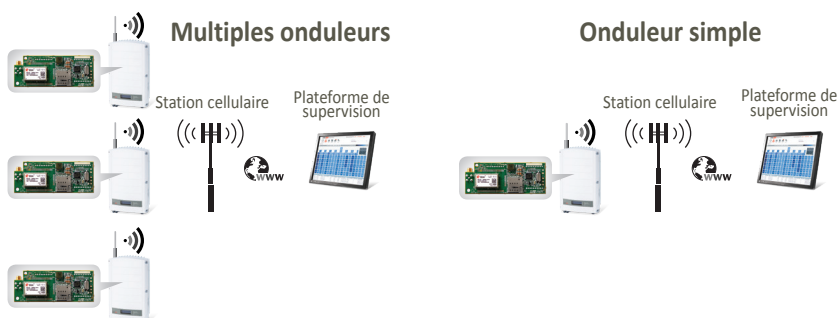 Multiples onduleurs
Station cellulaire
Plateforme de
supervision
www
Onduleur simple
Station cellulaire
Plateforme de
supervision
www